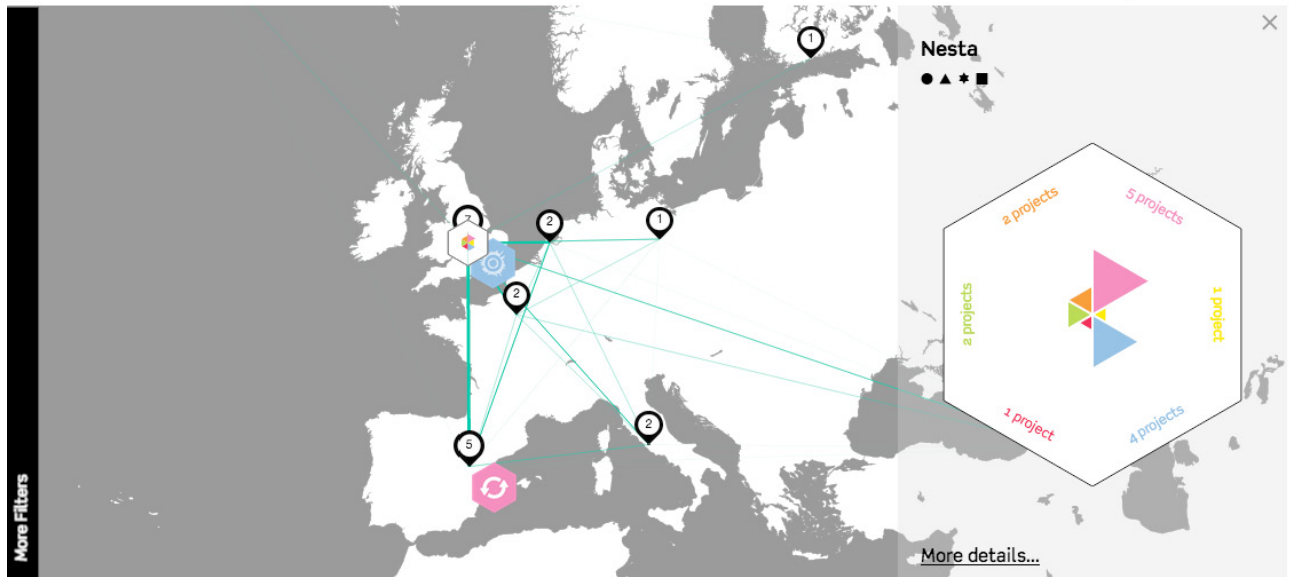 More Filters
1
7
2
1
2
2
5
Nesta
2 projects
5 projects
2 projects
1 project
1 project
4 projects
More details...